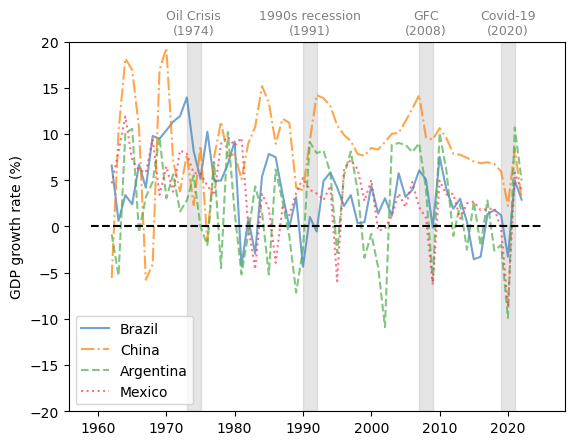 Oil Crisis
(1974)
1990s recession
(1991)
GFC
(2008)
Covid-19
(2020)
GDP growth rate (%)
20
15
10
5
0
−5
−10
−15
−20
Brazil
China
Argentina
Mexico
1960 1970 1980 1990 2000 2010 2020